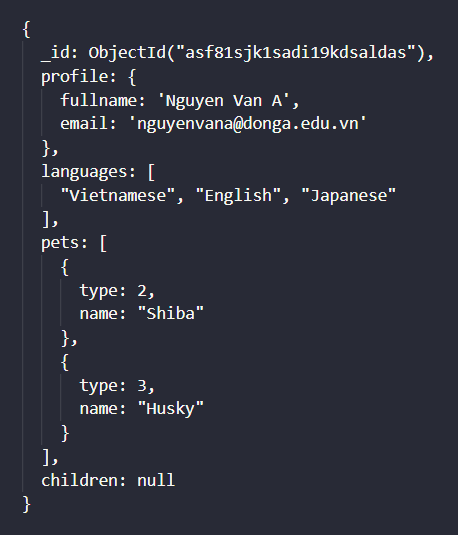 {
_id: ObjectId("asf81sjk1sadi19kdsaldas"),
profile: {
fullname: 'Nguyen Van A',
email: 'nguyenvana@donga.edu.vn'
},
languages: [
"Vietnamese", "English", "Japanese"
],
pets: [
{
type: 2,
name: "Shiba"
},
{
type: 3,
name: "Husky"
}
],
children: null
}